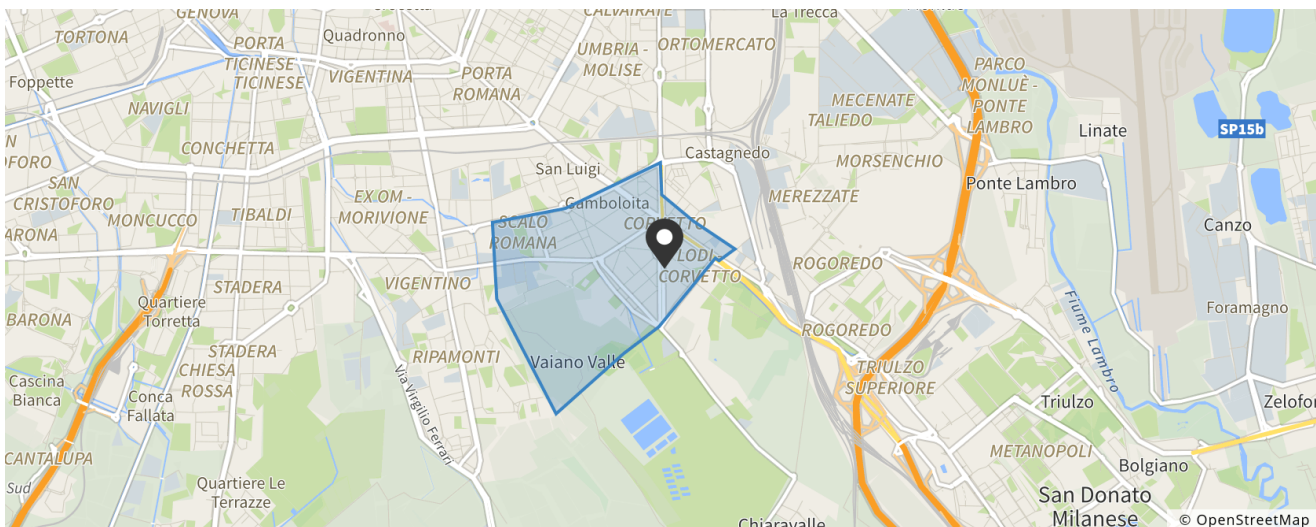 GENOVA
CALVAIRATE
La Trecca
TORTONA
Quadronno
PORTA
TICINESE
TICINESE
UMBRIA -
MOLISE
ORTOMERCATO
Foppette
VIGENTINA
PORTA
ROMANA
PARCO
MONLUÈ -
PONTE
LAMBRO
NAVIGLI
MECENATE
TALIEDO
Linate
SP15b
CONCHETTA
Castagnedo
MORSENCHIO
San Luigi
SAN
CRISTOFORO
EX OM -
MORIVIONE
Gamboloita
MEREZZATE
Ponte Lambro
MONCUCCO
TIBALDI
SCALO
ROMANA
CORVETTO
Canzo
LODI -
CORVETTO
ROGOREDO
STADERA
VIGENTINO
Quartiere
Torretta
Fiume Lambro
Foramagno
BARONA
ROGOREDO
STADERA
CHIESA
ROSSA
RIPAMONTI
Vaiano Valle
TRIULZO
SUPERIORE
Cascina
Bianca
Conca
Fallata
Via Virgilio Ferrari
Triulzo
CANTALUPA
METANOPOLI
Bolgiano
Sud
Quartiere Le
Terrazze
San Donato
Milanese
Chiaravalle
© OpenStreetMap